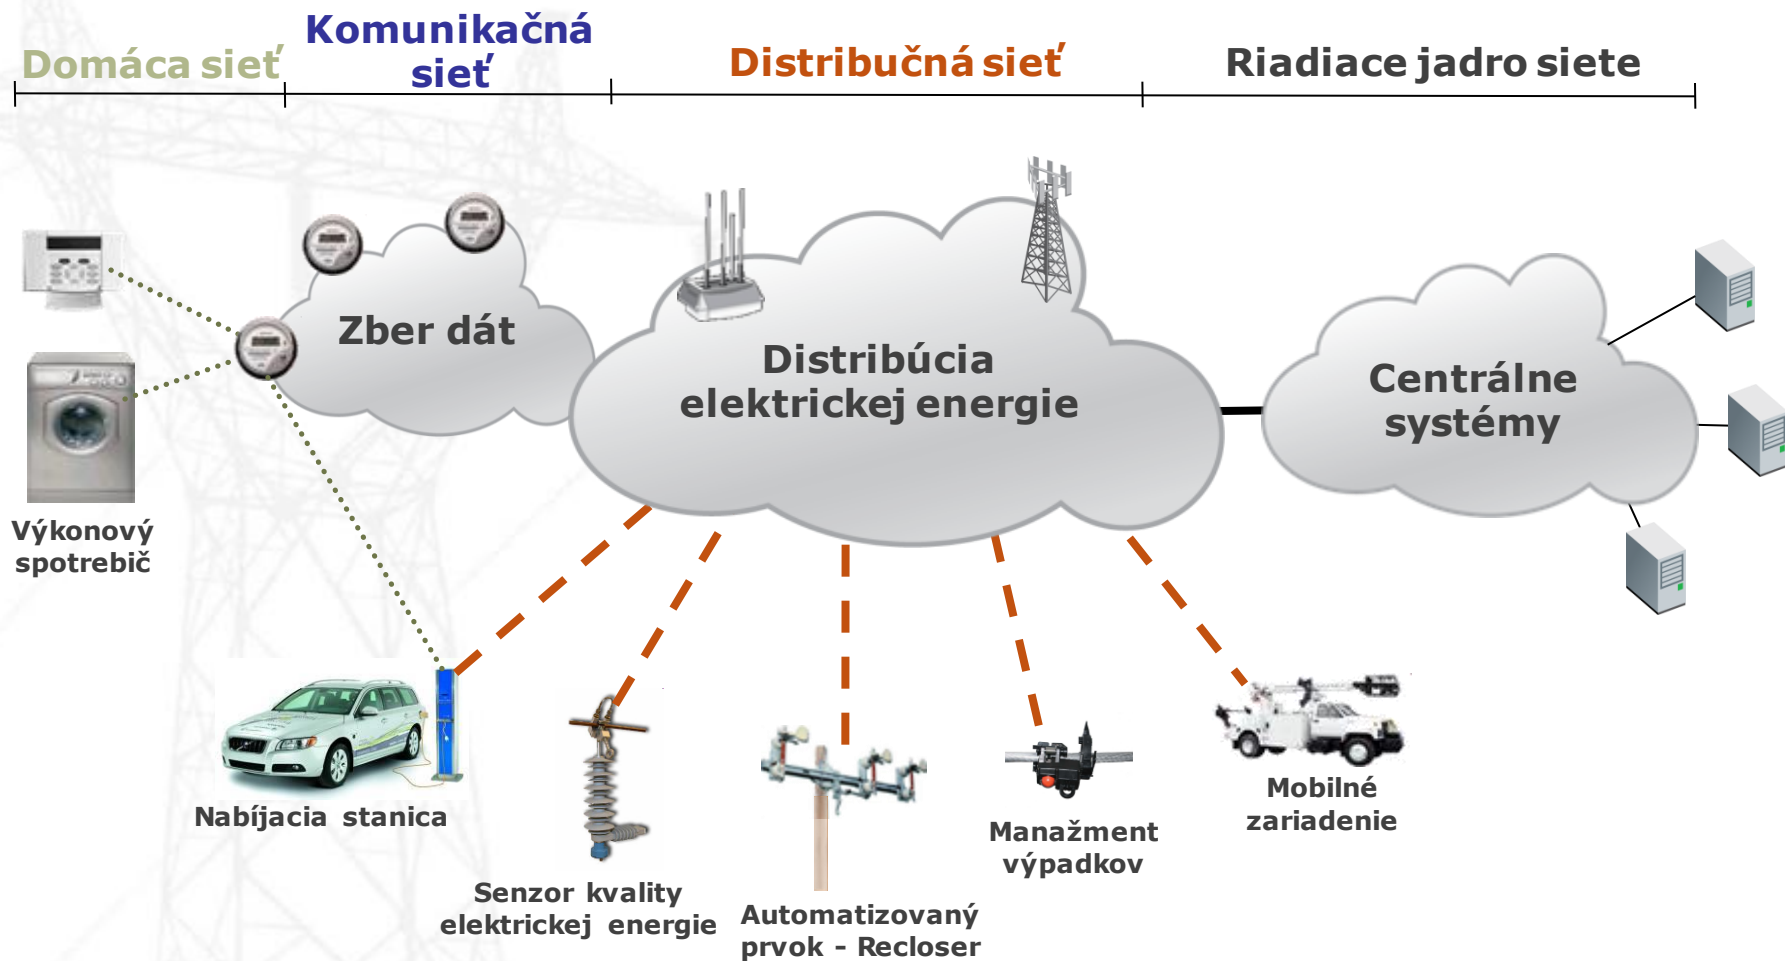 Domáca sieť
Komunikačná
sieť
Distribučná sieť
Riadiace jadro siete
Zber dát
Distribúcia
elektrickej energie
Centrálne
systémy
Výkonový
spotrebič
Nabíjacia stanica
Senzor kvality
elektrickej energie
Automatizovaný
prvok - Recloser
Manažment
výpadkov
Mobilné
zariadenie